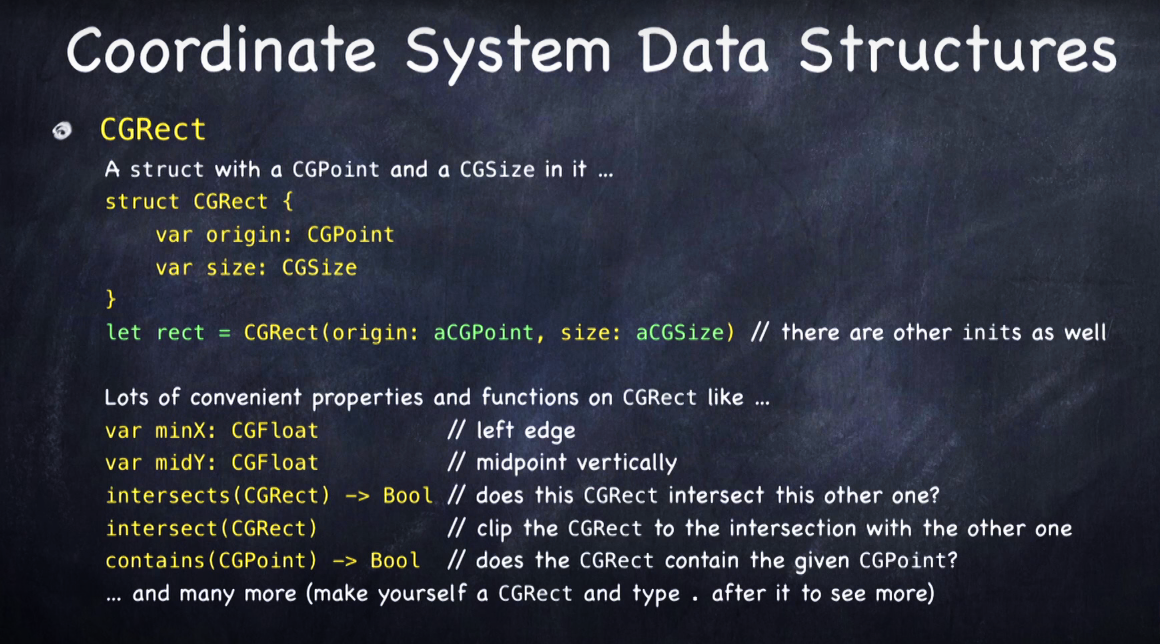 Coordinate System Data Structures
CGRect
A struct with a CGPoint and a CGSize in it ...
struct CGRect {
    var origin: CGPoint
    var size: CGSize
}
let rect = CGRect(origin: aCGPoint, size: aCGSize) // there are other inits as well
Lots of convenient properties and functions on CGRect like ...
var minX: CGFloat // left edge
var midY: CGFloat // midpoint vertically
intersects(CGRect) -> Bool // does this CGRect intersect this other one?
intersect(CGRect) // clip the CGRect to the intersection with the other one
contains(CGPoint) -> Bool // does the CGRect contain the given CGPoint?
... and many more (make yourself a CGRect and type . after it to see more)